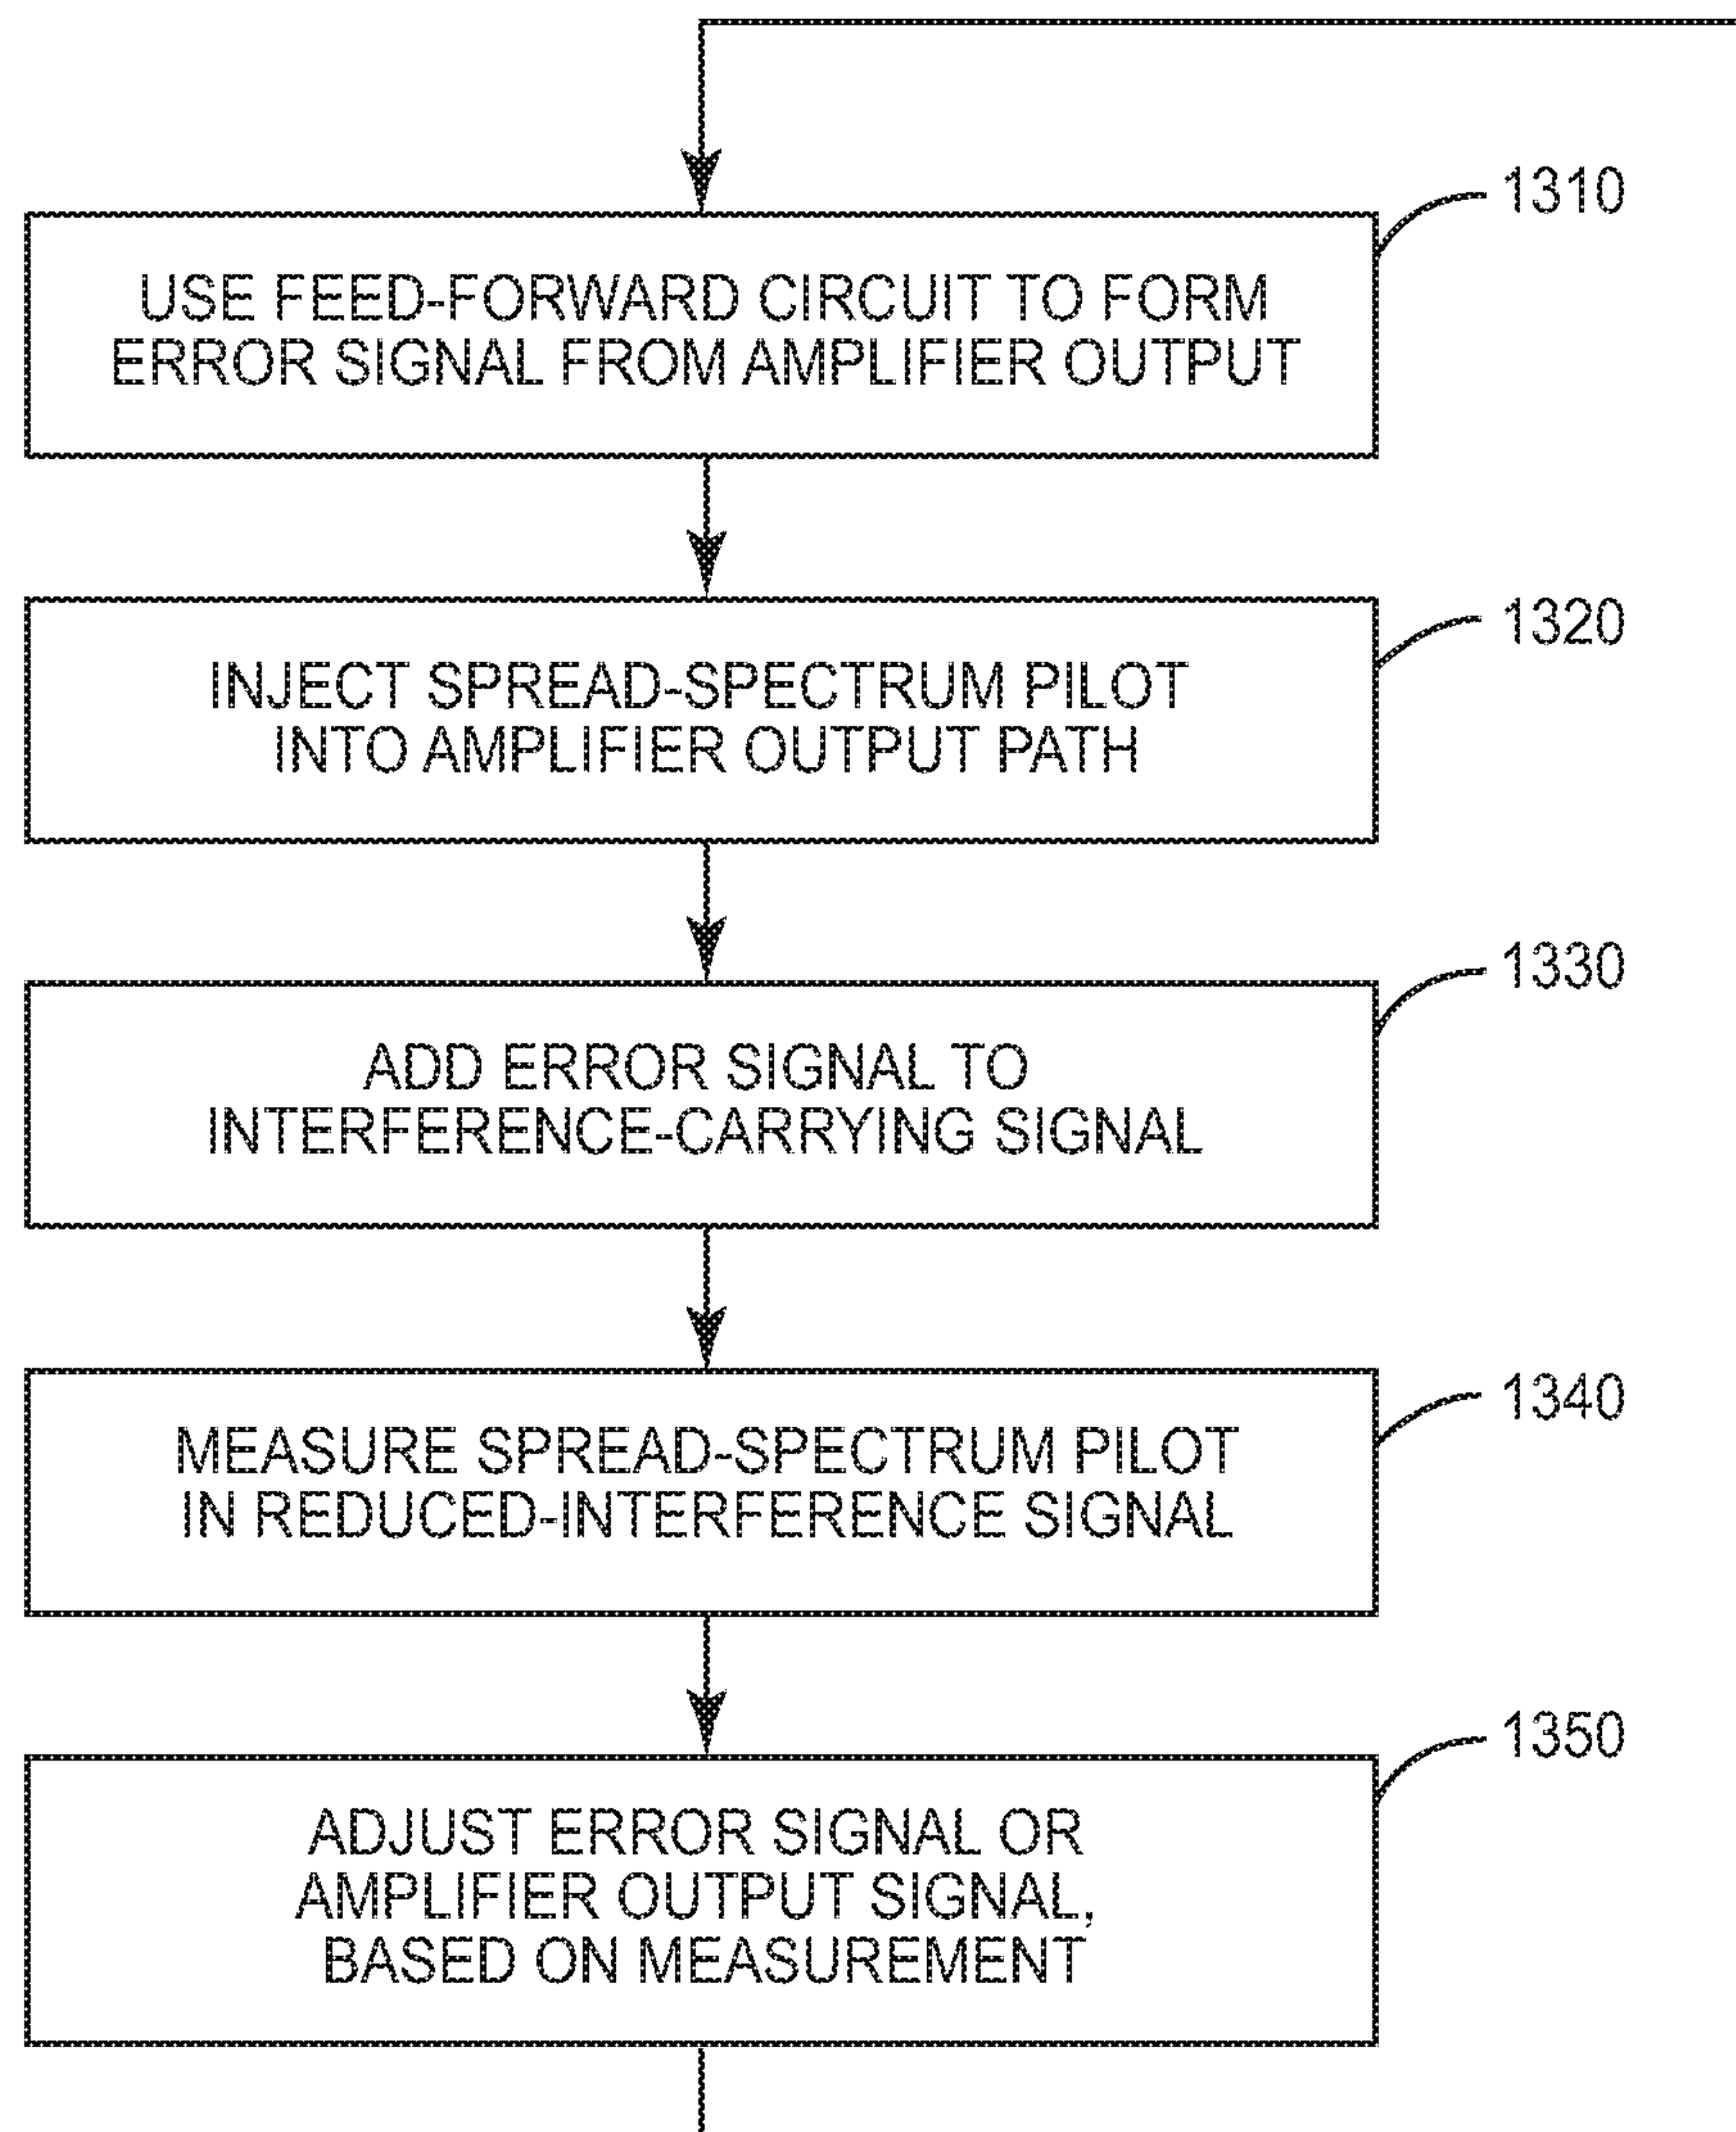 1310
USE FEED-FORWARD CIRCUIT TO FORM
ERROR SIGNAL FROM AMPLIFIER OUTPUT
1320
INJECT SPREAD-SPECTRUM PILOT
INTO AMPLIFIER OUTPUT PATH
1330
ADD ERROR SIGNAL TO
INTERFERENCE-CARRYING SIGNAL
1340
MEASURE SPREAD-SPECTRUM PILOT
IN REDUCED-INTERFERENCE SIGNAL
1350
ADJUST ERROR SIGNAL OR
AMPLIFIER OUTPUT SIGNAL,
BASED ON MEASUREMENT